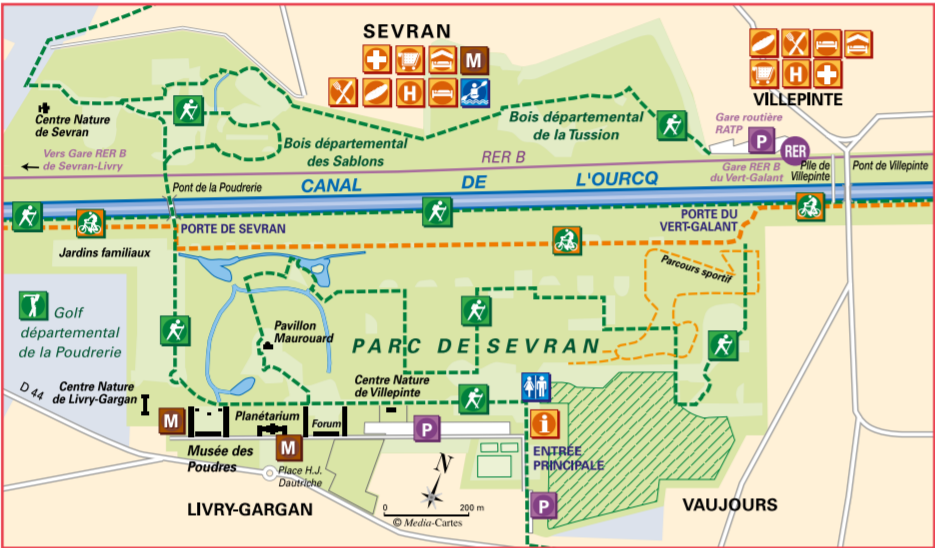 SEVRAN
M
H
VILLEPINTE
H
Centre Nature
de Sevran
Vers Gare RER B
de Sevran-Livry
Bois départemental
des Sablons
Bois départemental
de la Tussion
Gare routière
RATP
P
RER
RER B
Gare RER B
du Vert-Galant
Pile de
Villepinte
Pont de Villepinte
Pont de la Poudrerie
CANAL DE L'OURCQ
PORTE DE SEVRAN
PORTE DU
VERT-GALANT
Jardins familiaux
Parcours sportif
Golf
départemental
de la Poudrerie
Pavillon
Maurouard
PARC DE SEVRAN
D 44
Centre Nature
de Livry-Gargan
Centre Nature
de Villepinte
M
Planétarium
Forum
P
i
Musée des
Poudres
M
Place H.J.
Dautriche
ENTRÉE
PRINCIPALE
N
P
LIVRY-GARGAN
0 200 m
© Media-Cartes
VAUJOURS